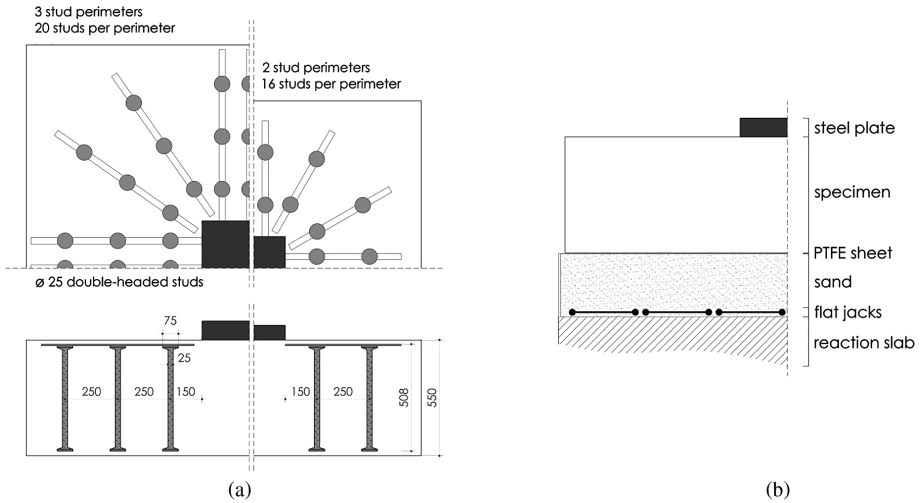 3 stud perimeters
20 studs per perimeter
2 stud perimeters
16 studs per perimeter
ø 25 double-headed studs
75
25
250
250
150
150
250
508
550
(a)
steel plate
specimen
PTFE sheet
sand
flat jacks
reaction slab
(b)